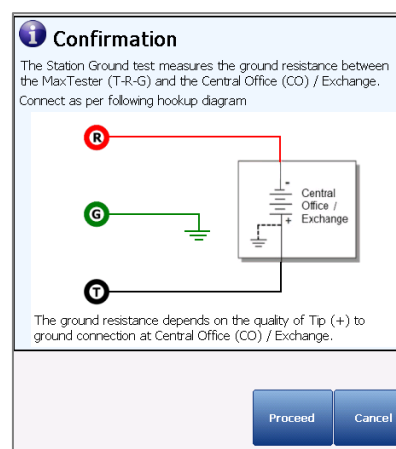 i Confirmation
The Station Ground test measures the ground resistance between
the MaxTester (T-R-G) and the Central Office (CO) / Exchange.
Connect as per following hookup diagram
R
-
Central
Office /
+ Exchange
G
T
The ground resistance depends on the quality of Tip (+) to
ground connection at Central Office (CO) / Exchange.
Proceed Cancel